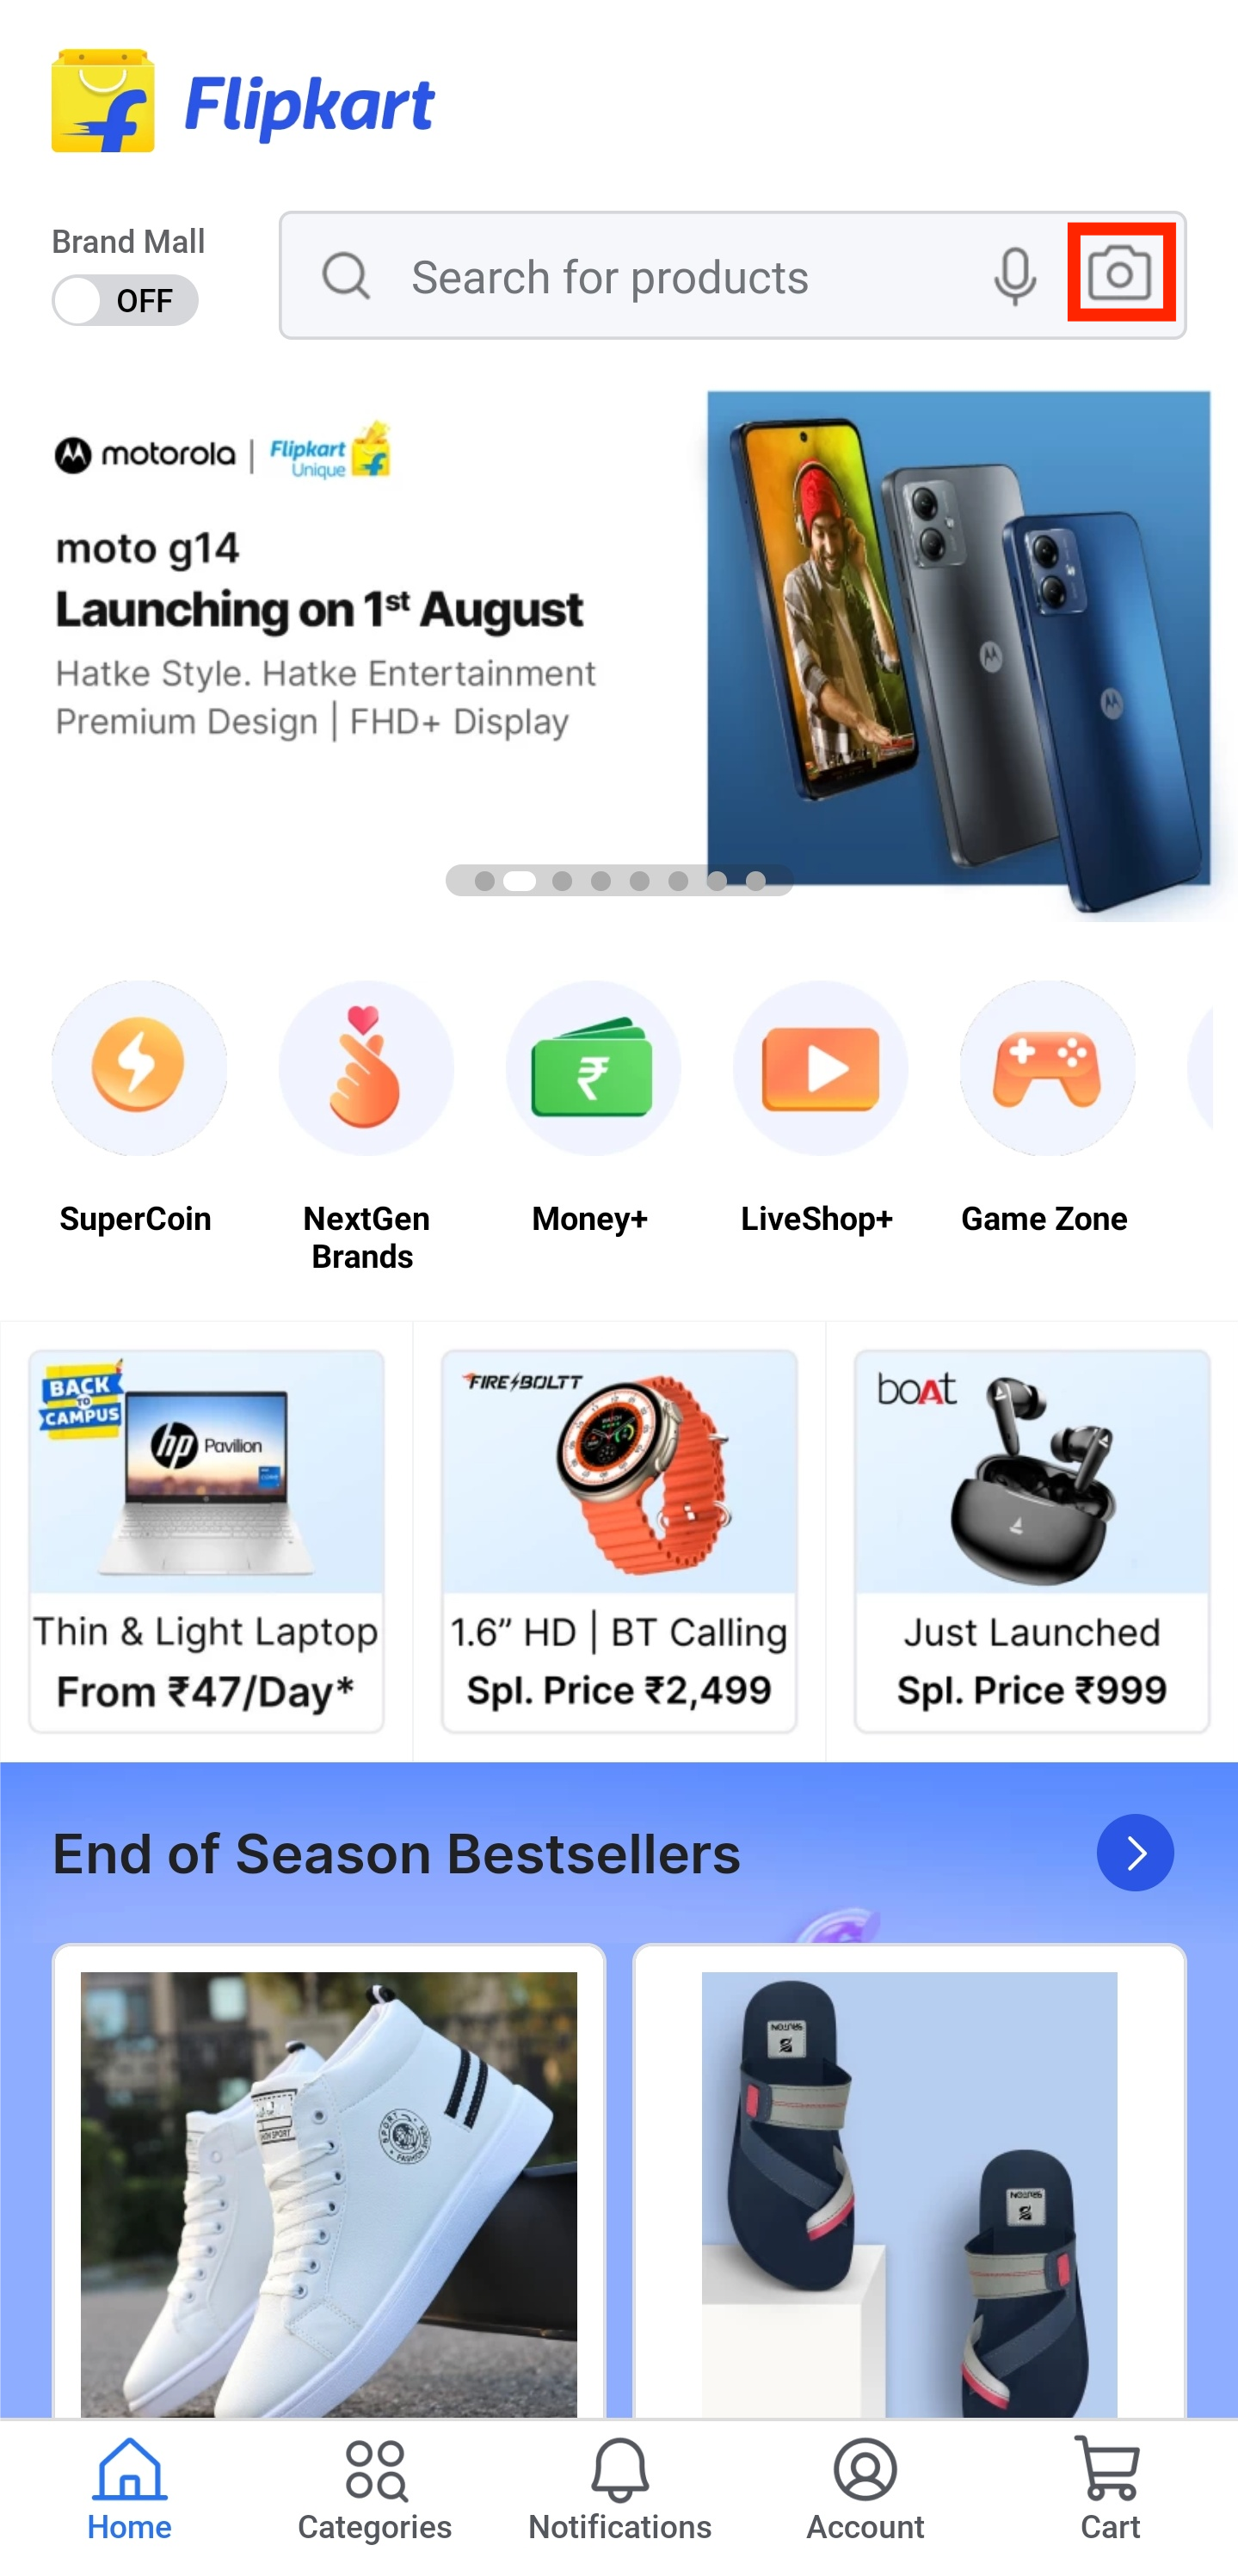 Flipkart
Brand Mall
OFF
Search for products
motorola | Flipkart Unique
moto g14
Launching on 1st August
Hatke Style. Hatke Entertainment
Premium Design | FHD+ Display
SuperCoin
NextGen Brands
Money+
LiveShop+
Game Zone
BACK TO CAMPUS
hp Pavilion
Thin & Light Laptop
From ₹47/Day*
FIRE BOLTT
1.6” HD | BT Calling
Spl. Price ₹2,499
boAt
Just Launched
Spl. Price ₹999
End of Season Bestsellers
SPORT
FASHION
Home
Categories
Notifications
Account
Cart